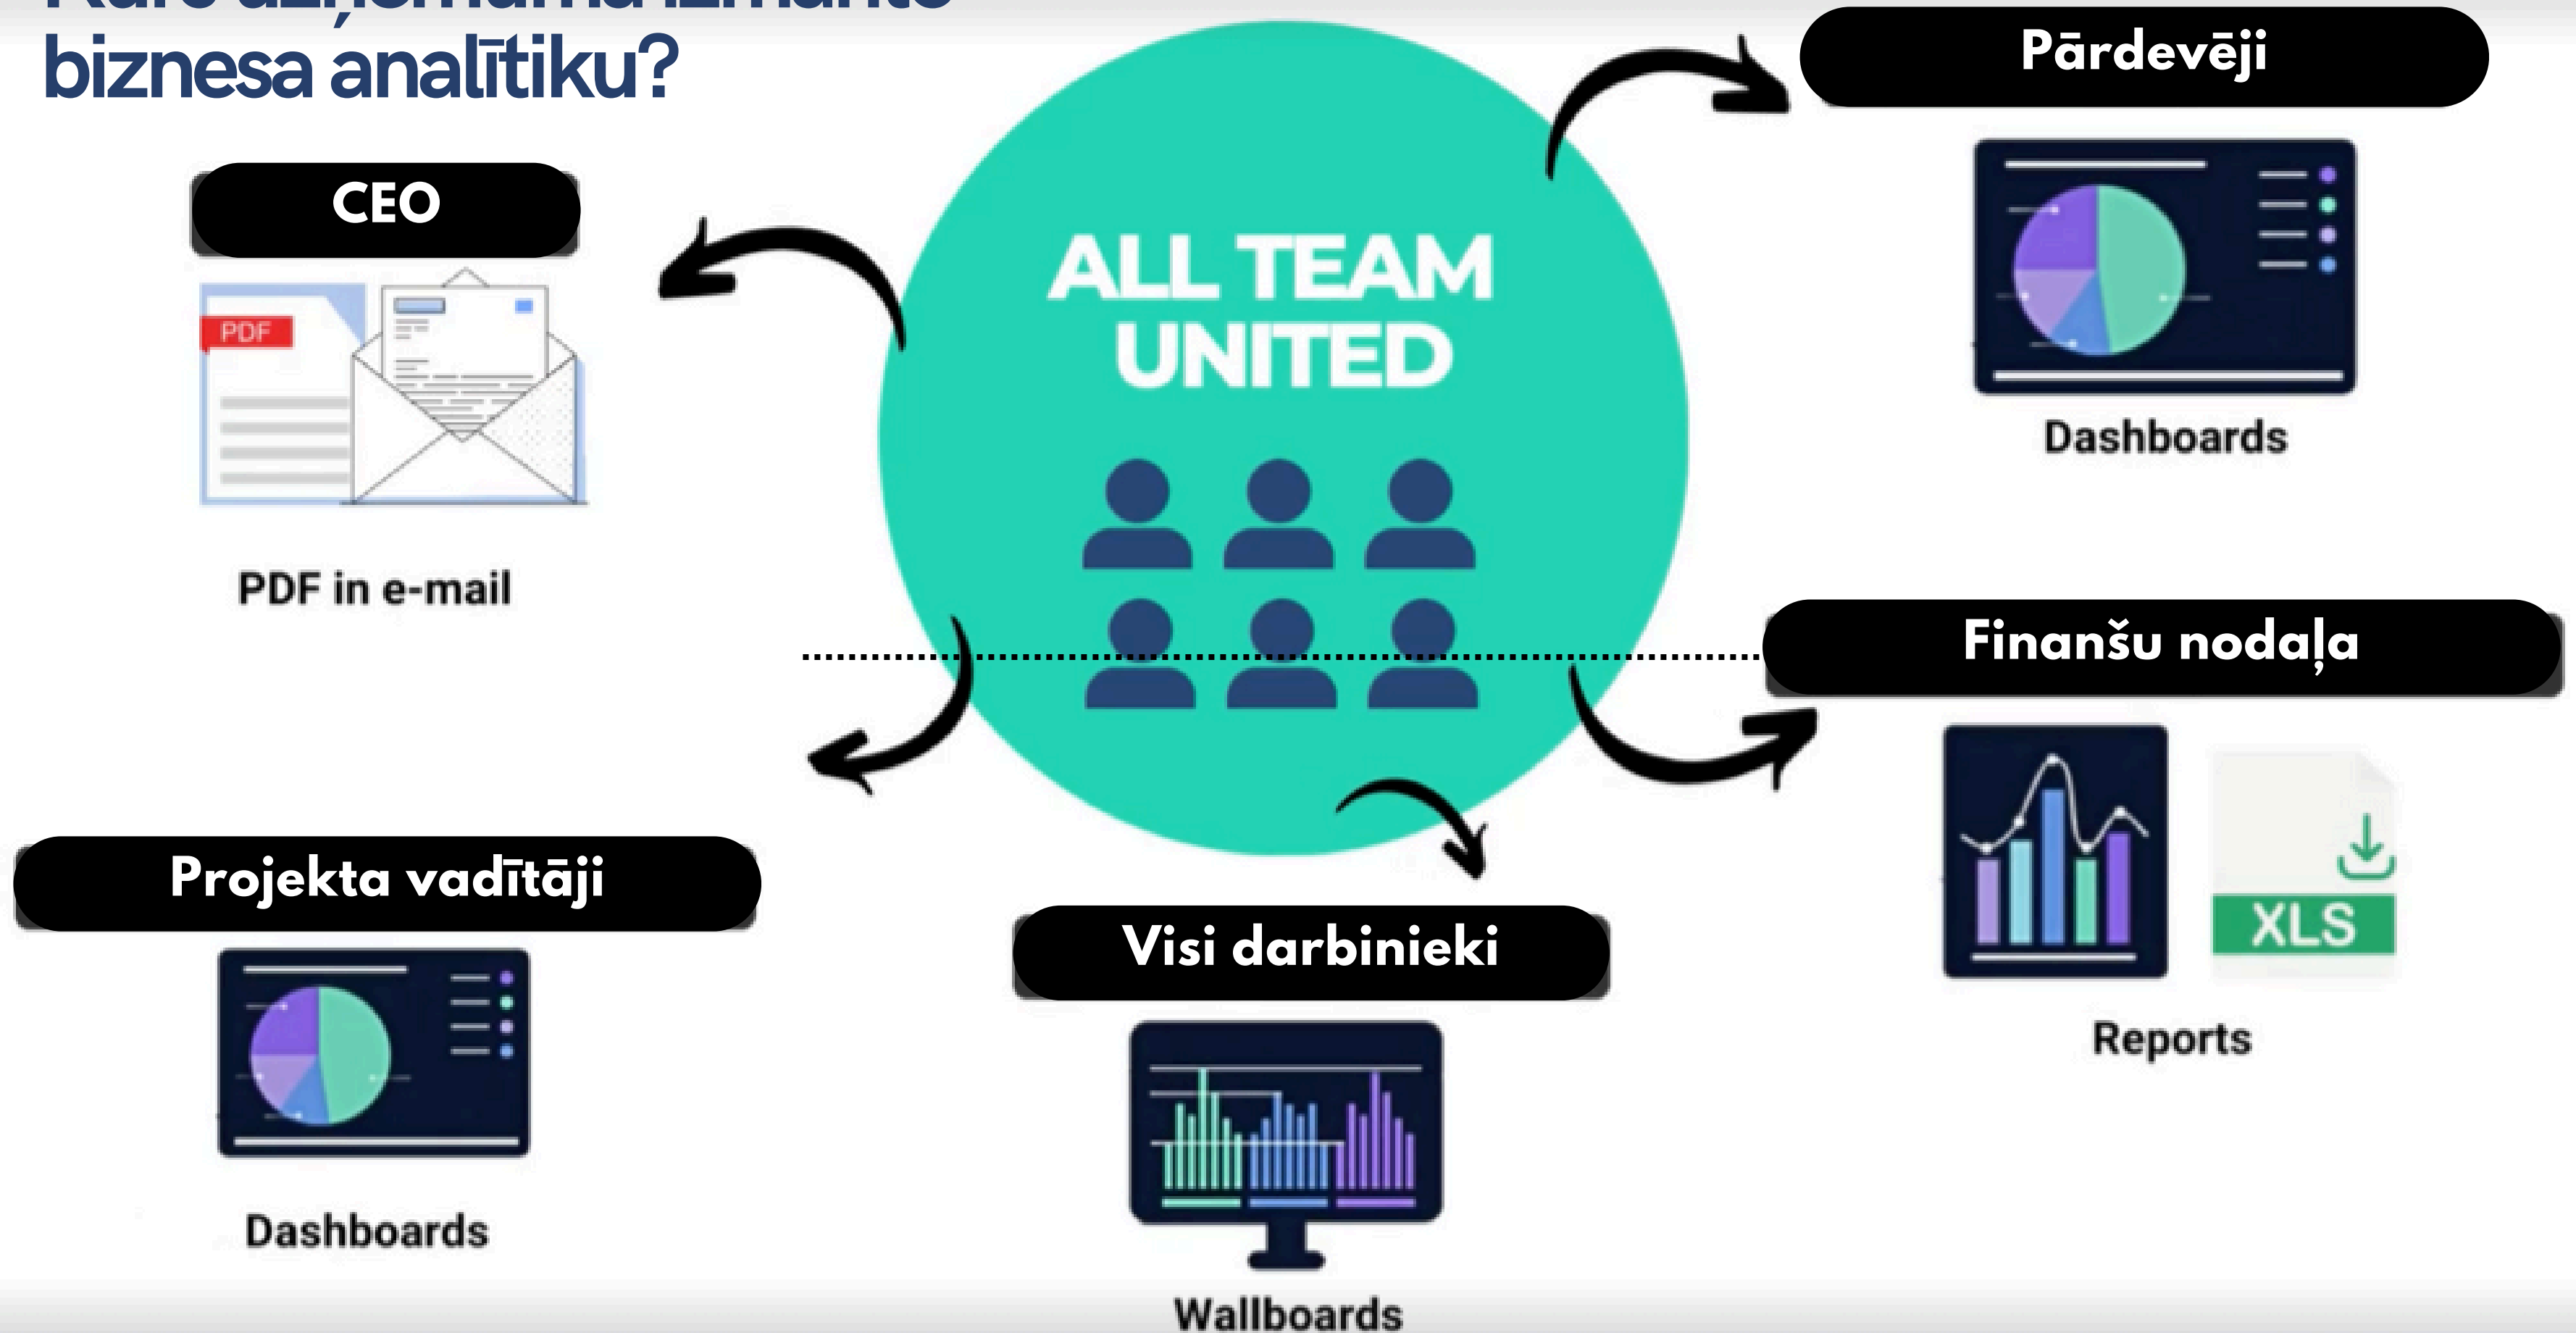 biznesa analītiku?
CEO
PDF
PDF in e-mail
ALL TEAM
UNITED
Pārdevēji
Dashboards
Finanšu nodaļa
XLS
Reports
Projekta vadītāji
Dashboards
Visi darbinieki
Wallboards